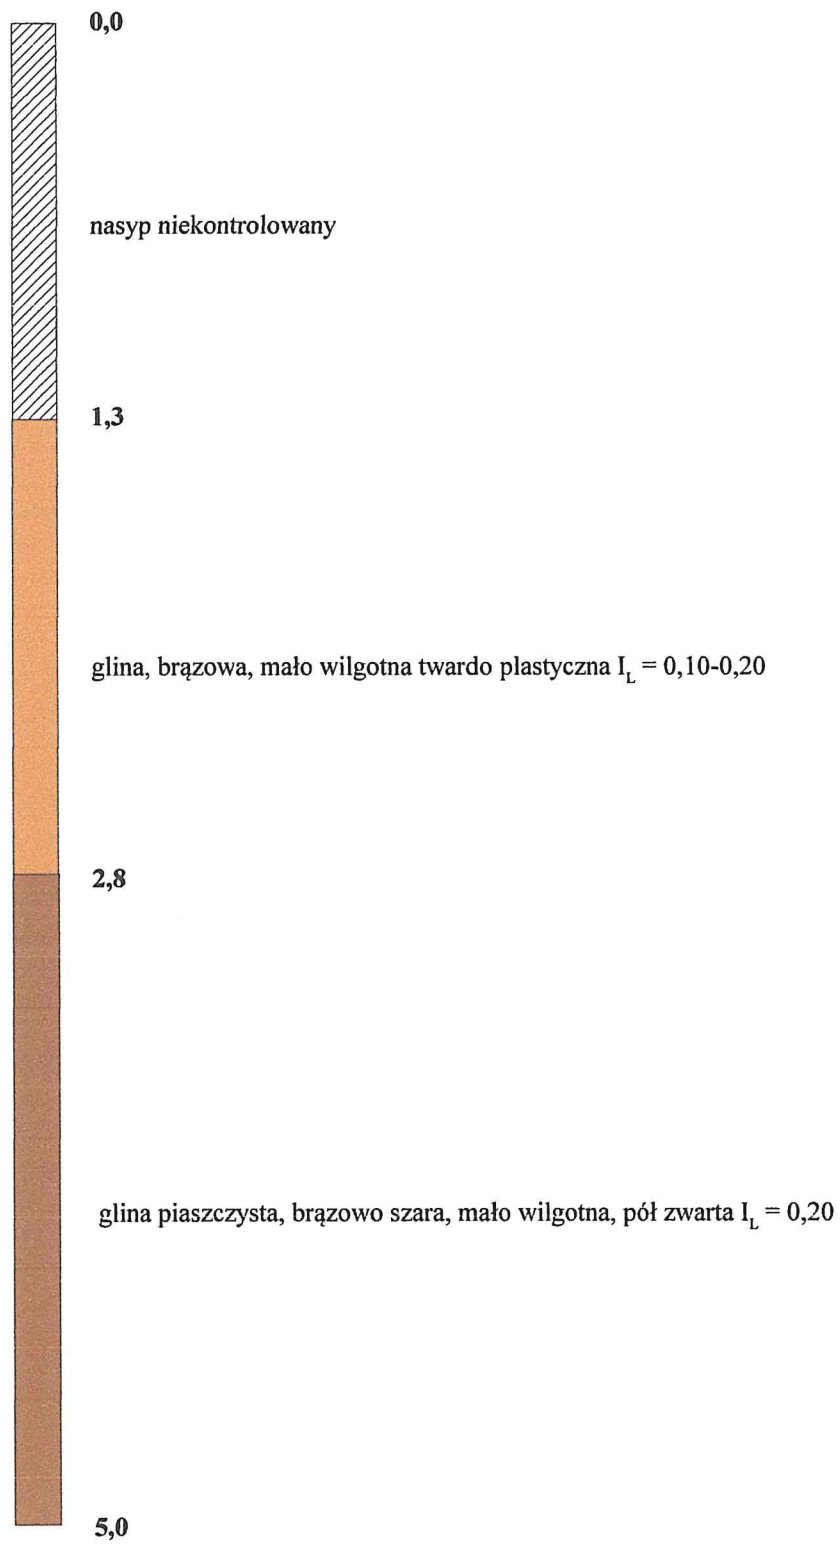 0,0
nasyp niekontrolowany
1,3
glina, brązowa, mało wilgotna twardo plastyczna I_L = 0,10-0,20
2,8
glina piaszczysta, brązowo szara, mało wilgotna, pół zwarta I_L = 0,20
5,0